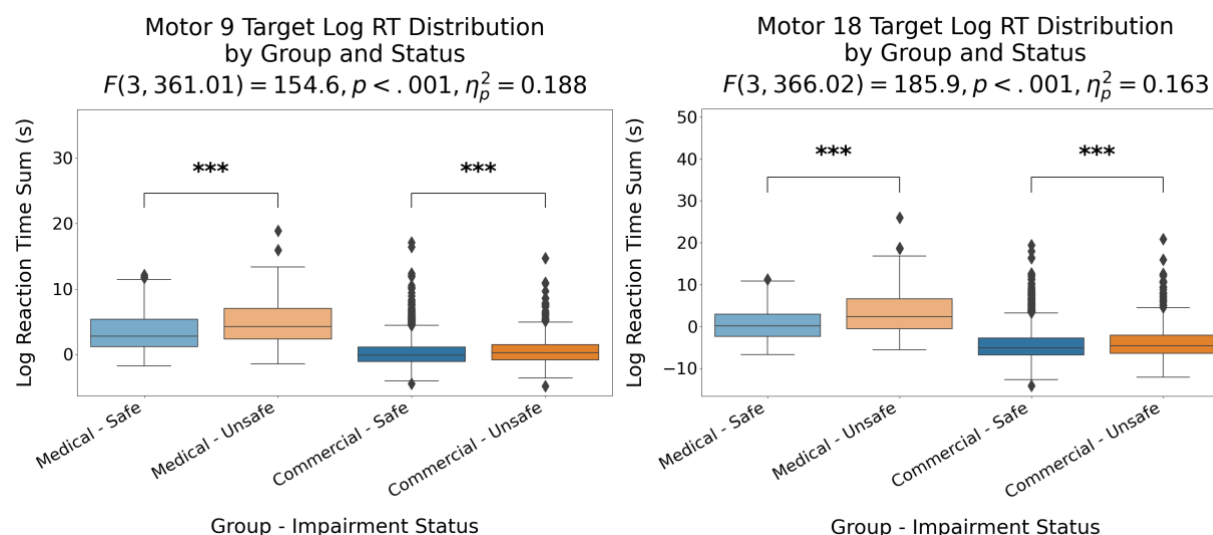 Motor 9 Target Log RT Distribution
by Group and Status
F(3, 361.01) = 154.6, p < .001, η²ₚ = 0.188
Log Reaction Time Sum (s)
30
20
10
0
***
***
Medical - Safe
Medical - Unsafe
Commercial - Safe
Commercial - Unsafe
Group - Impairment Status
Motor 18 Target Log RT Distribution
by Group and Status
F(3, 366.02) = 185.9, p < .001, η²ₚ = 0.163
Log Reaction Time Sum (s)
50
40
30
20
10
0
−10
***
***
Medical - Safe
Medical - Unsafe
Commercial - Safe
Commercial - Unsafe
Group - Impairment Status